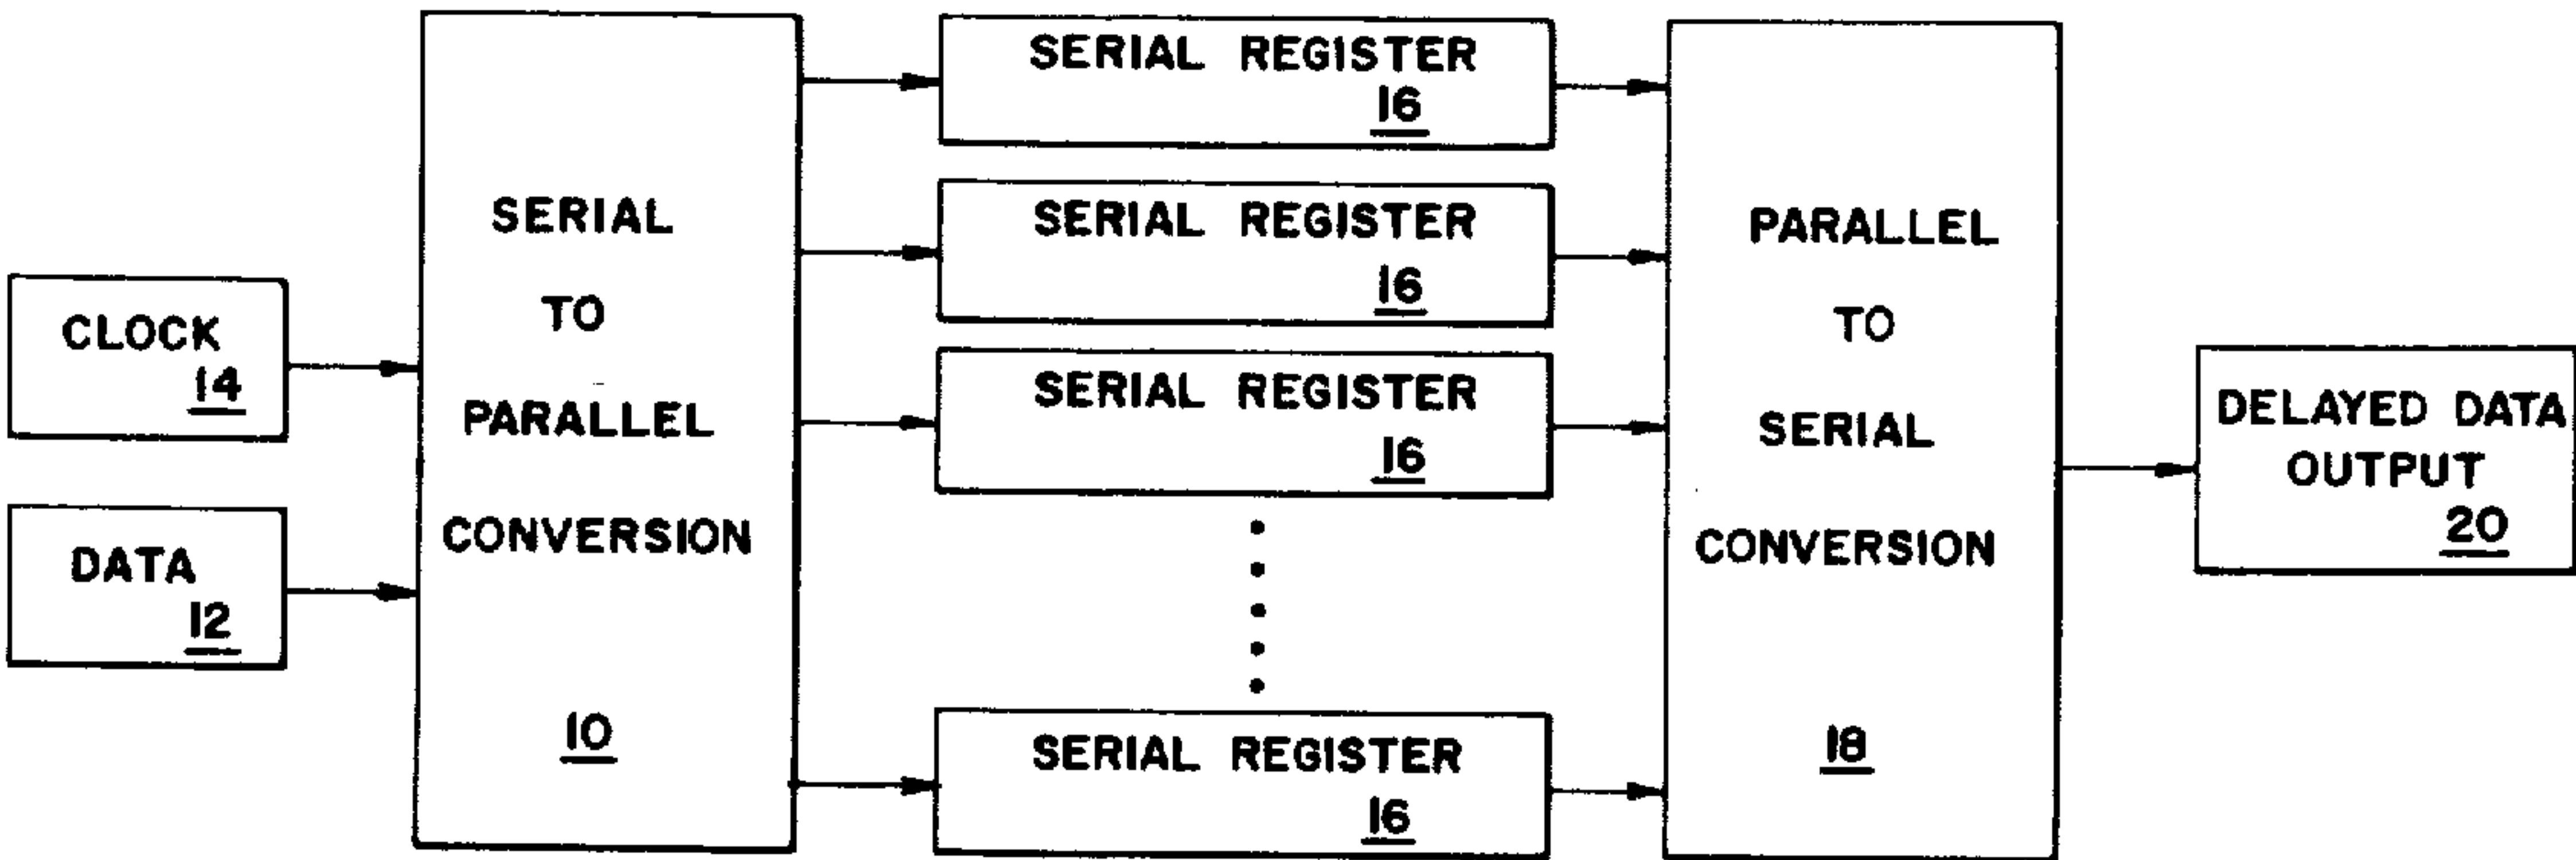 CLOCK
14
DATA
12
SERIAL
TO
PARALLEL
CONVERSION
10
SERIAL REGISTER
16
SERIAL REGISTER
16
SERIAL REGISTER
16
SERIAL REGISTER
16
PARALLEL
TO
SERIAL
CONVERSION
18
DELAYED DATA
OUTPUT
20